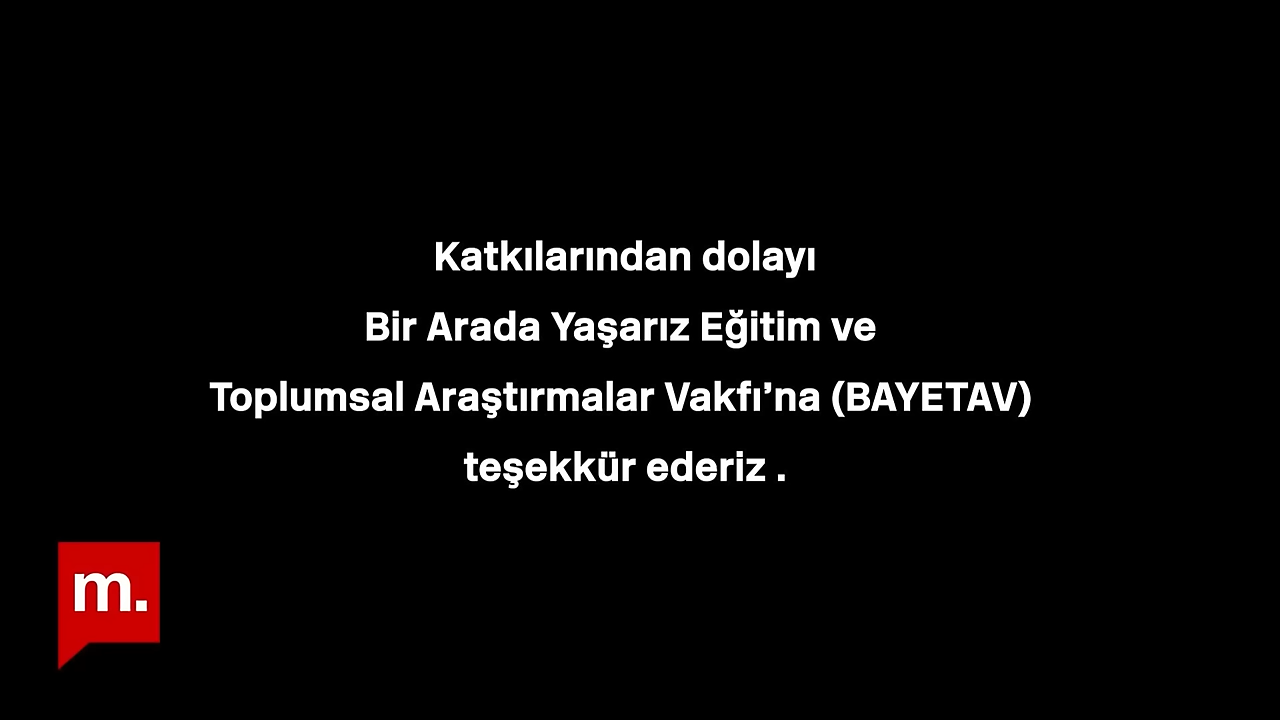 Katkılarından dolayı
Bir Arada Yaşarız Eğitim ve
Toplumsal Araştırmalar Vakfı’na (BAYETAV)
teşekkür ederiz .
m.